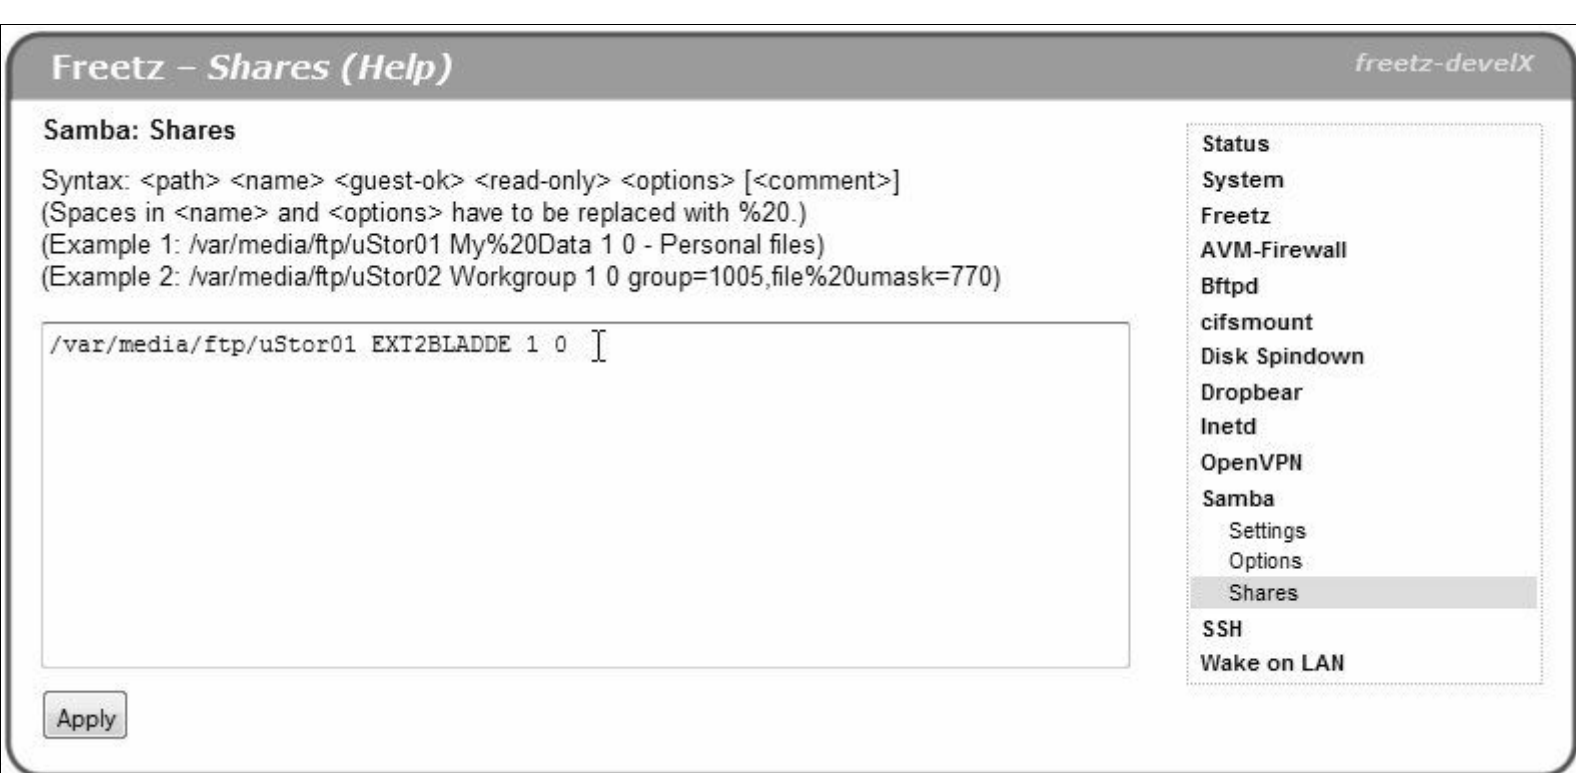 Freetz – Shares (Help)
freetz-develX
Samba: Shares
Syntax: <path> <name> <guest-ok> <read-only> <options> [<comment>]
(Spaces in <name> and <options> have to be replaced with %20.)
(Example 1: /var/media/ftp/uStor01 My%20Data 1 0 - Personal files)
(Example 2: /var/media/ftp/uStor02 Workgroup 1 0 group=1005,file%20umask=770)
/var/media/ftp/uStor01 EXT2BLADDE 1 0
Apply
Status
System
Freetz
AVM-Firewall
Bftpd
cifsmount
Disk Spindown
Dropbear
Inetd
OpenVPN
Samba
Settings
Options
Shares
SSH
Wake on LAN